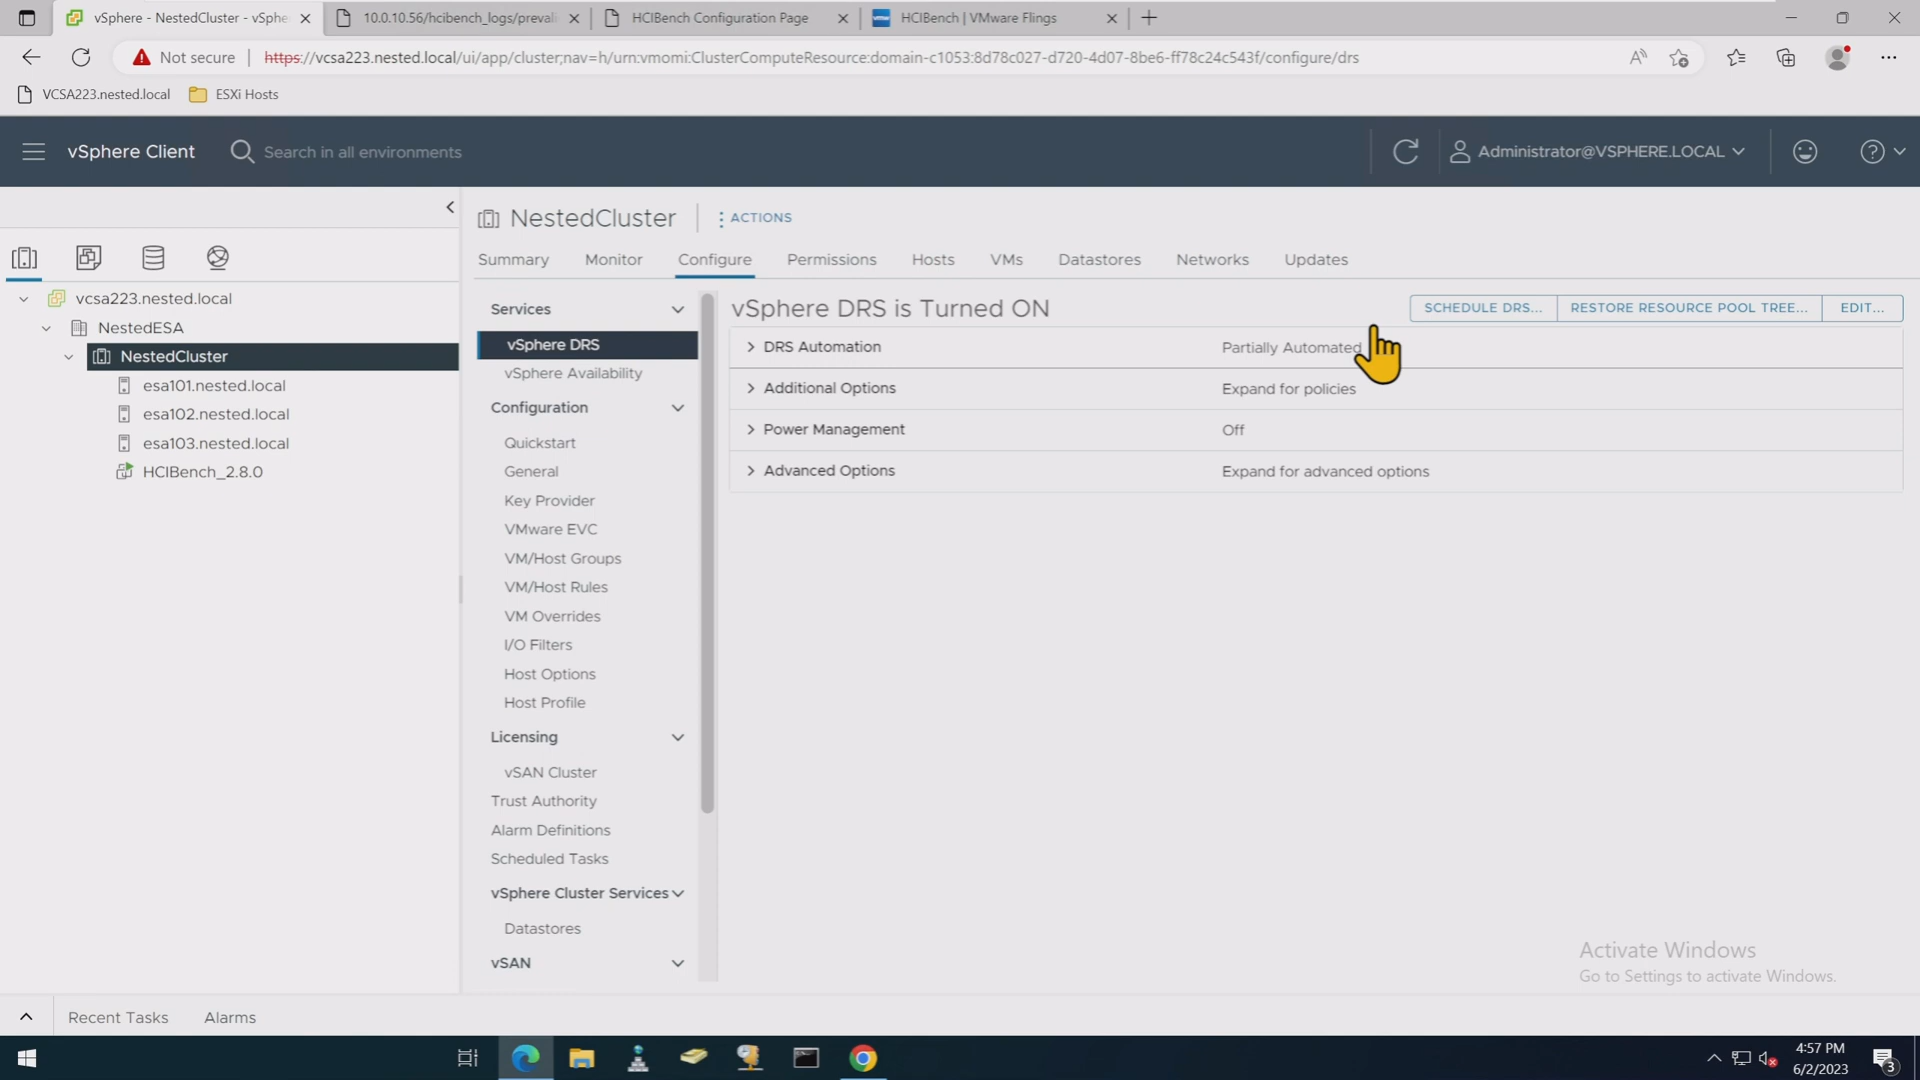 vSphere - NestedCluster - vSphe
10.0.10.56/hcibench_logs/prevali
HCIBench Configuration Page
HCIBench | VMware Flings
Not secure
https://vcsa223.nested.local/ui/app/cluster;nav=h/urn:vmomi:ClusterComputeResource:domain-c1053:8d78c027-d720-4d07-8be6-ff78c24c543f/configure/drs
VCSA223.nested.local
ESXi Hosts
vSphere Client
Search in all environments
Administrator@VSPHERE.LOCAL
NestedCluster
ACTIONS
Summary
Monitor
Configure
Permissions
Hosts
VMs
Datastores
Networks
Updates
vcsa223.nested.local
NestedESA
NestedCluster
esa101.nested.local
esa102.nested.local
esa103.nested.local
HCIBench_2.8.0
Services
vSphere DRS
vSphere Availability
Configuration
Quickstart
General
Key Provider
VMware EVC
VM/Host Groups
VM/Host Rules
VM Overrides
I/O Filters
Host Options
Host Profile
Licensing
vSAN Cluster
Trust Authority
Alarm Definitions
Scheduled Tasks
vSphere Cluster Services
Datastores
vSAN
vSphere DRS is Turned ON
SCHEDULE DRS...
RESTORE RESOURCE POOL TREE...
EDIT...
DRS Automation
Partially Automated
Additional Options
Expand for policies
Power Management
Off
Advanced Options
Expand for advanced options
Activate Windows
Go to Settings to activate Windows.
Recent Tasks
Alarms
4:57 PM
6/2/2023
3